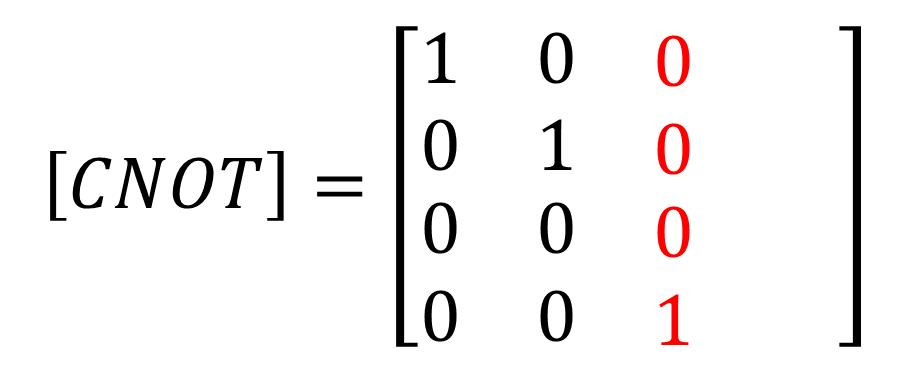 [CNOT] =
1 0 0
0 1 0
0 0 0
0 0 1